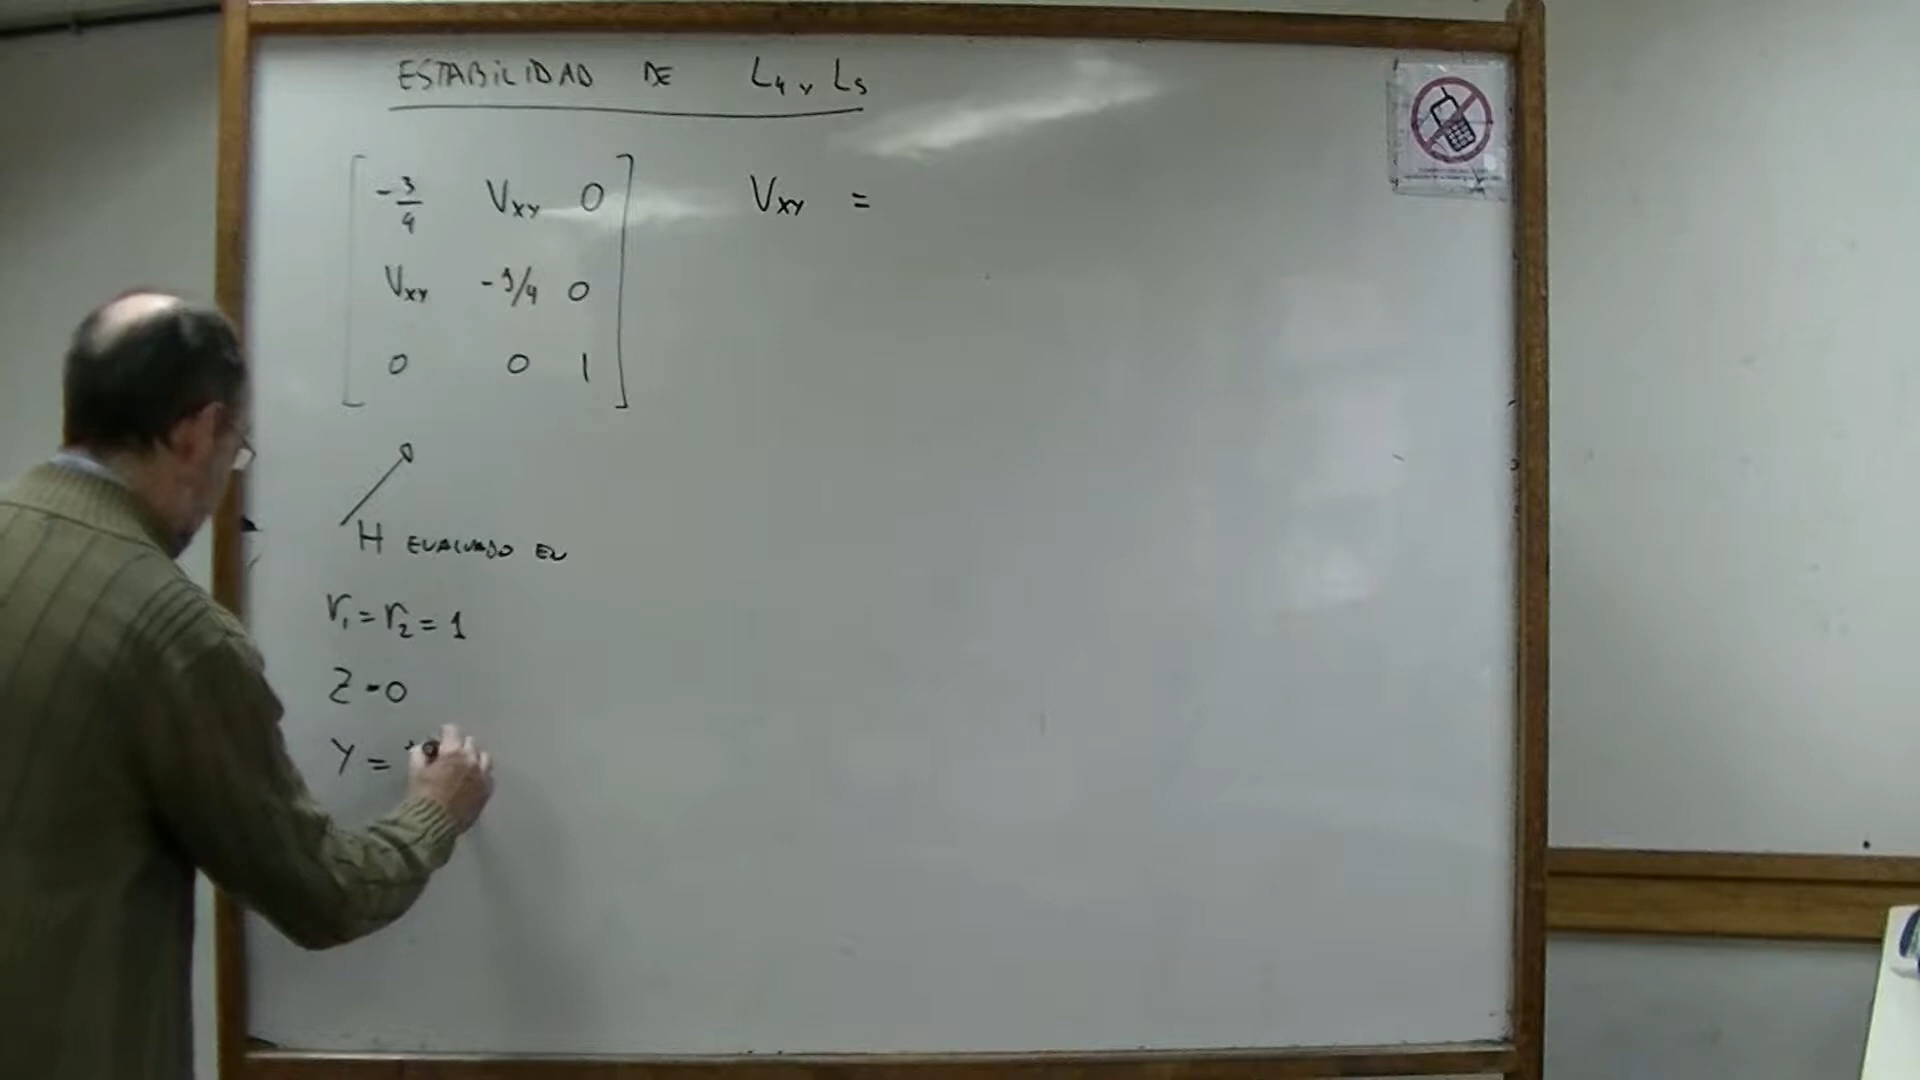 ESTABILIDAD DE L4 y L5
-3/4 Vxy 0
Vxy -9/4 0
0 0 1
Vxy =
H EVALUADO EN
r1 = r2 = 1
Z = 0
Y =